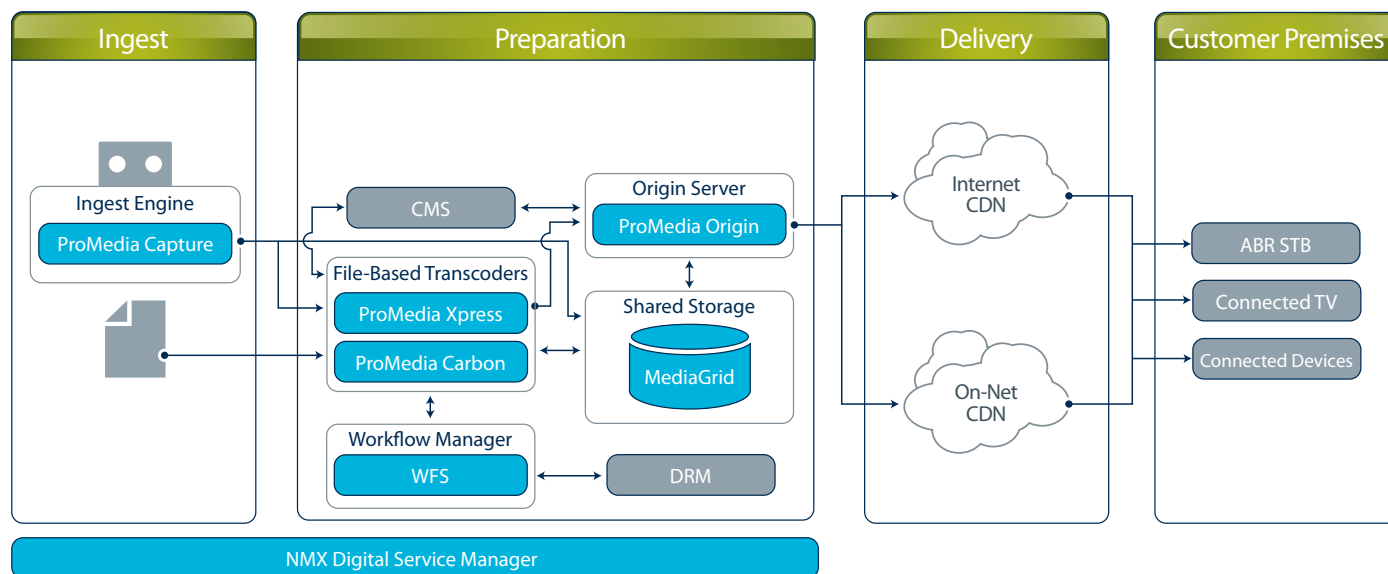 Ingest
Preparation
Delivery
Customer Premises
Ingest Engine
ProMedia Capture
CMS
File-Based Transcoders
ProMedia Xpress
ProMedia Carbon
Workflow Manager
WFS
Origin Server
ProMedia Origin
Shared Storage
MediaGrid
DRM
Internet
CDN
On-Net
CDN
ABR STB
Connected TV
Connected Devices
NMX Digital Service Manager